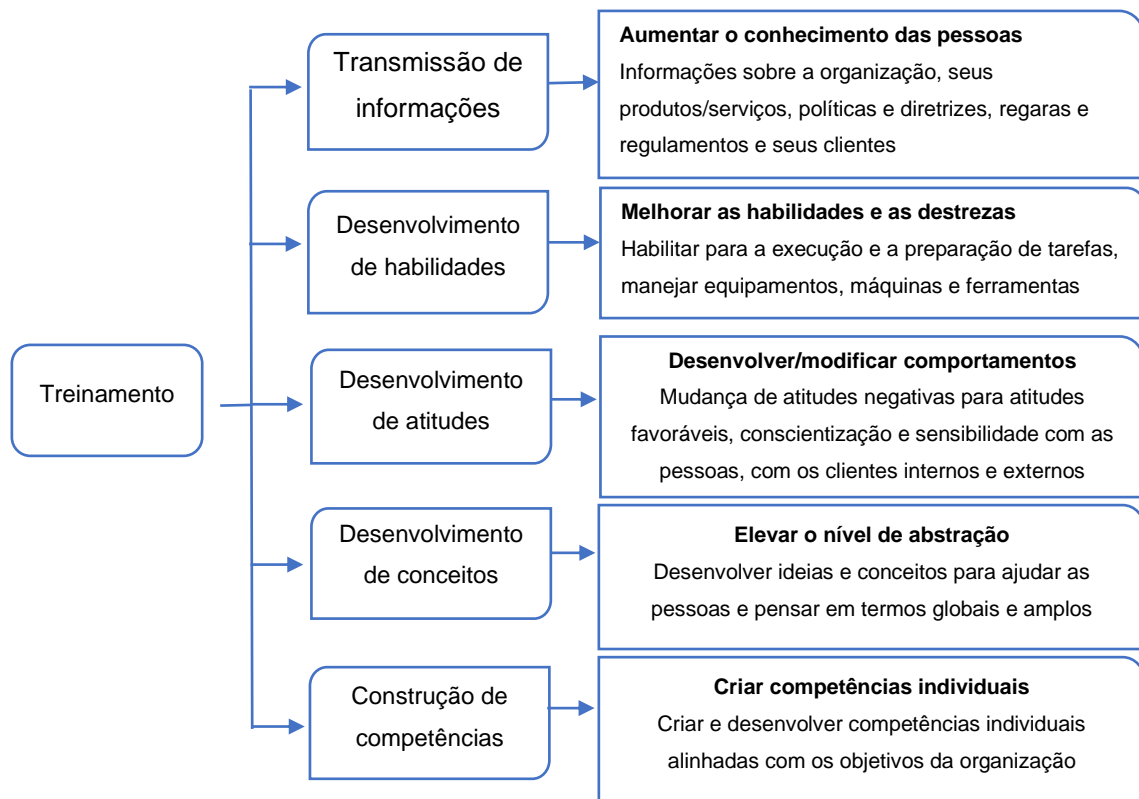 Treinamento
Transmissão de
informações
Aumentar o conhecimento das pessoas
Informações sobre a organização, seus
produtos/serviços, políticas e diretrizes, regaras e
regulamentos e seus clientes
Desenvolvimento
de habilidades
Melhorar as habilidades e as destrezas
Habilitar para a execução e a preparação de tarefas,
manejar equipamentos, máquinas e ferramentas
Desenvolvimento
de atitudes
Desenvolver/modificar comportamentos
Mudança de atitudes negativas para atitudes
favoráveis, conscientização e sensibilidade com as
pessoas, com os clientes internos e externos
Desenvolvimento
de conceitos
Elevar o nível de abstração
Desenvolver ideias e conceitos para ajudar as
pessoas e pensar em termos globais e amplos
Construção de
competências
Criar competências individuais
Criar e desenvolver competências individuais
alinhadas com os objetivos da organização